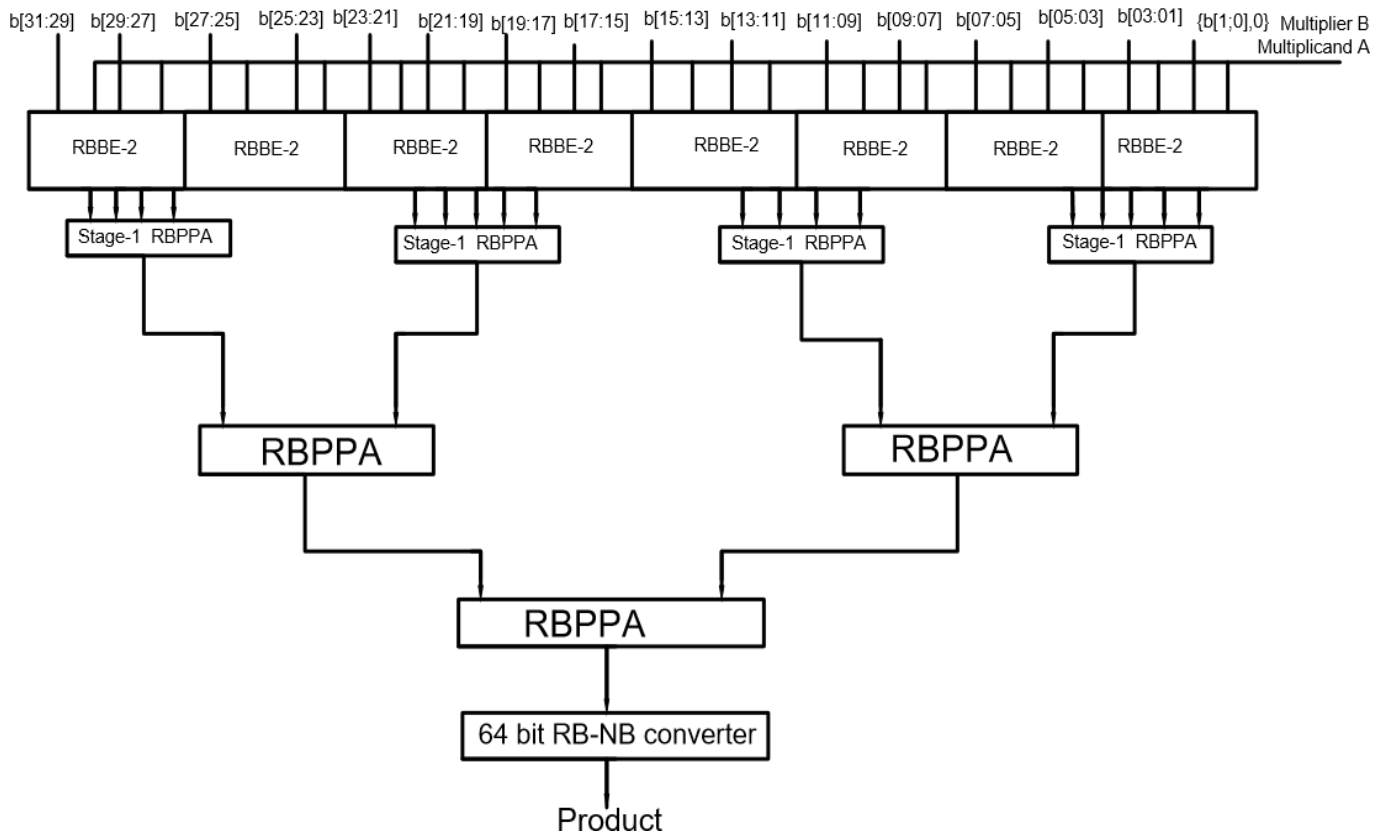 b[31:29] b[29:27] b[27:25] b[25:23] b[23:21] b[21:19] b[19:17] b[17:15] b[15:13] b[13:11] b[11:09] b[09:07] b[07:05] b[05:03] b[03:01] {b[1;0],0} Multiplier B
Multiplicand A
RBBE-2 RBBE-2 RBBE-2 RBBE-2 RBBE-2 RBBE-2 RBBE-2 RBBE-2
Stage-1 RBPPA Stage-1 RBPPA Stage-1 RBPPA Stage-1 RBPPA
RBPPA RBPPA
RBPPA
64 bit RB-NB converter
Product